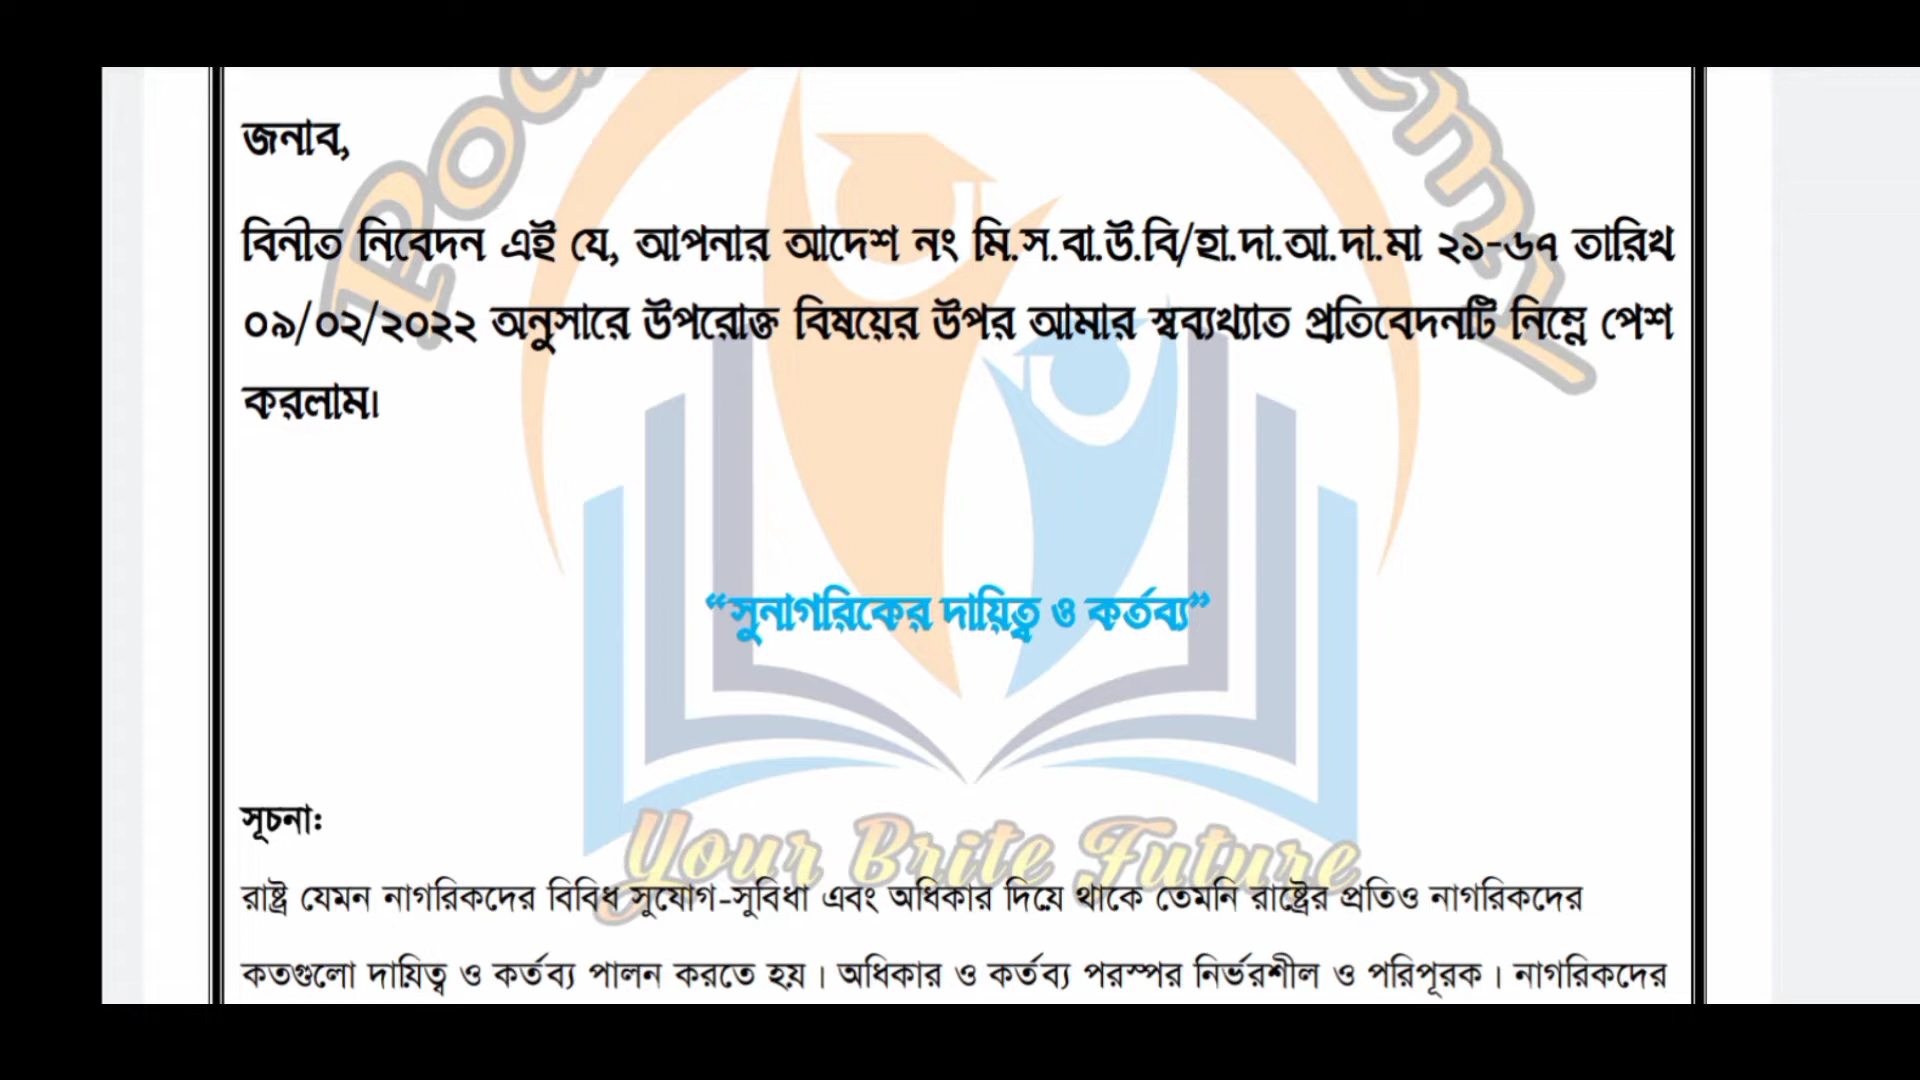 জনাব,
বিনীত নিবেদন এই যে, আপনার আদেশ নং মি.স.বা.উ.বি/হা.দা.আ.দা.মা ২১-৬৭ তারিখ
০৯/০২/২০২২ অনুসারে উপরোক্ত বিষয়ের উপর আমার স্বব্যখ্যাত প্রতিবেদনটি নিম্নে পেশ
করলাম।
“সুনাগরিকের দায়িত্ব ও কর্তব্য”
সূচনাঃ
Your Brite Future
রাষ্ট্র যেমন নাগরিকদের বিবিধ সুযোগ-সুবিধা এবং অধিকার দিয়ে থাকে তেমনি রাষ্ট্রের প্রতিও নাগরিকদের
কতগুলো দায়িত্ব ও কর্তব্য পালন করতে হয়। অধিকার ও কর্তব্য পরস্পর নির্ভরশীল ও পরিপূরক। নাগরিকদের